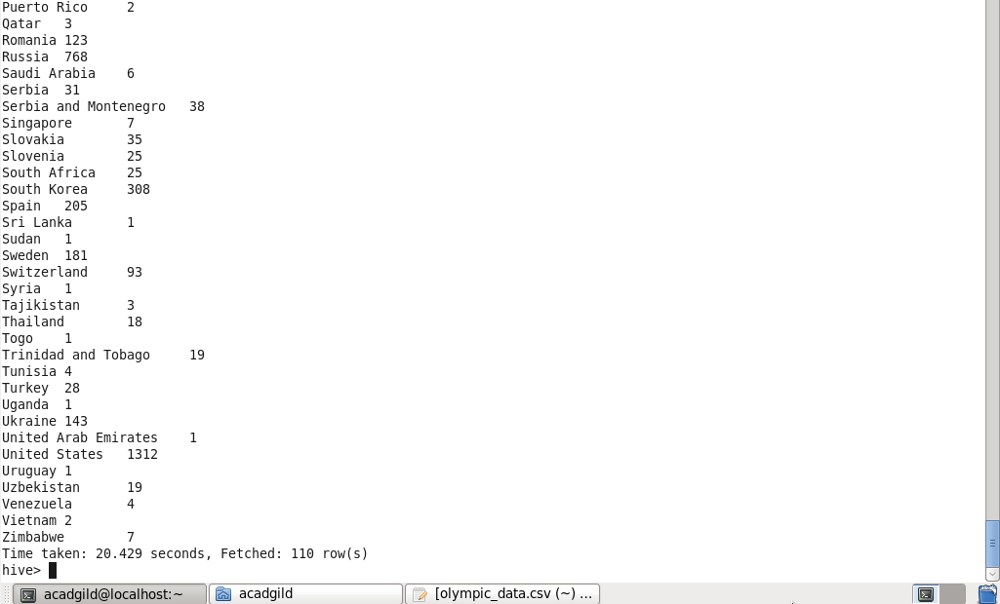 Puerto Rico 2
Qatar 3
Romania 123
Russia 768
Saudi Arabia 6
Serbia 31
Serbia and Montenegro 38
Singapore 7
Slovakia 35
Slovenia 25
South Africa 25
South Korea 308
Spain 205
Sri Lanka 1
Sudan 1
Sweden 181
Switzerland 93
Syria 1
Tajikistan 3
Thailand 18
Togo 1
Trinidad and Tobago 19
Tunisia 4
Turkey 28
Uganda 1
Ukraine 143
United Arab Emirates 1
United States 1312
Uruguay 1
Uzbekistan 19
Venezuela 4
Vietnam 2
Zimbabwe 7
Time taken: 20.429 seconds, Fetched: 110 row(s)
hive>
acadgild@localhost:~ acadgild [olympic_data.csv (~) ...